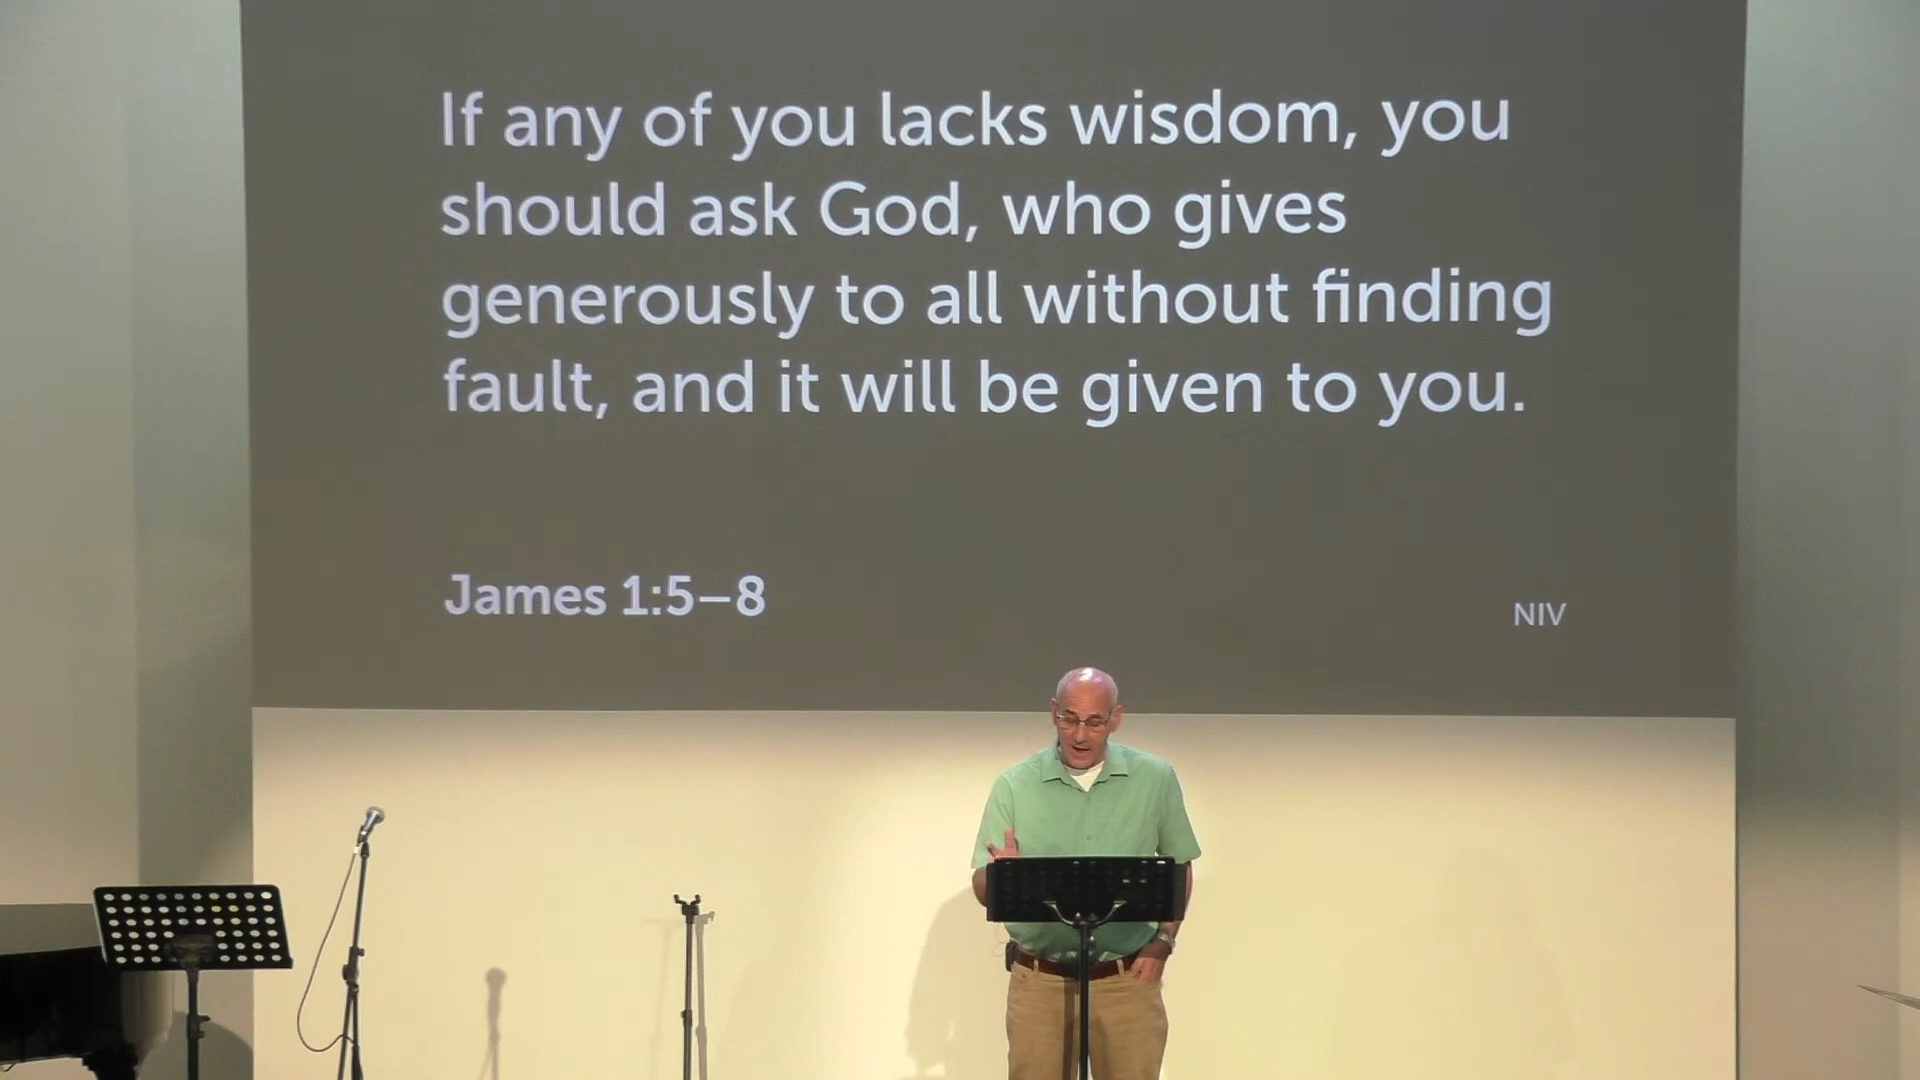 If any of you lacks wisdom, you
should ask God, who gives
generously to all without finding
fault, and it will be given to you.
James 1:5–8
NIV